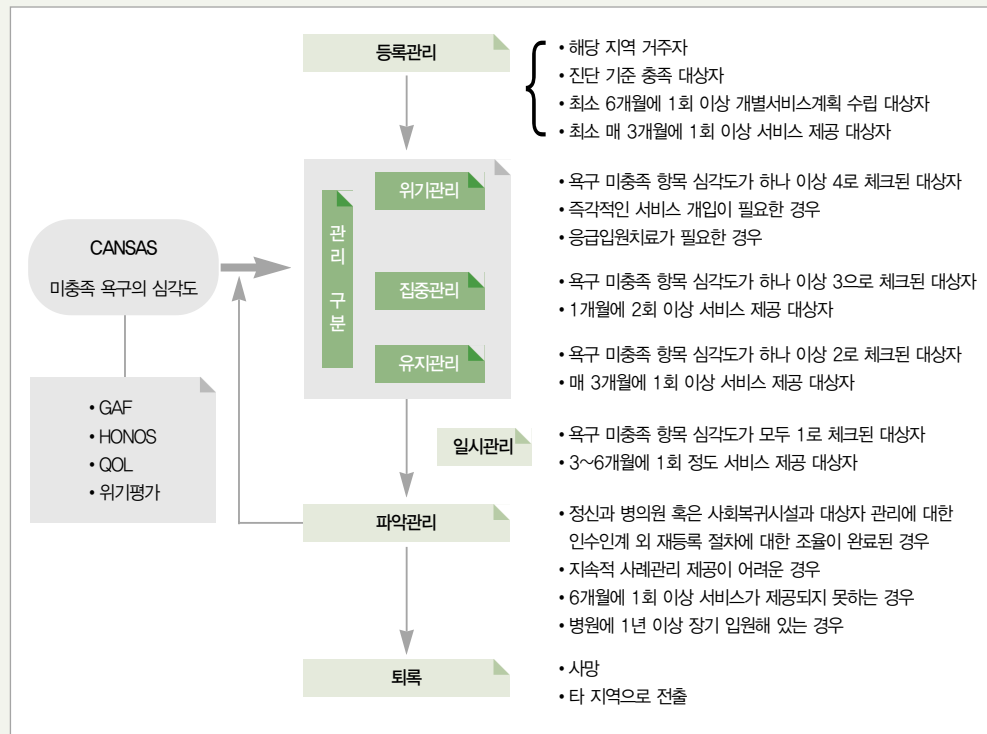 등록관리
• 해당 지역 거주자
• 진단 기준 충족 대상자
• 최소 6개월에 1회 이상 개별서비스계획 수립 대상자
• 최소 매 3개월에 1회 이상 서비스 제공 대상자
CANSAS
미충족 욕구의 심각도
• GAF
• HONOS
• QOL
• 위기평가
관리 구분
위기관리
• 욕구 미충족 항목 심각도가 하나 이상 4로 체크된 대상자
• 즉각적인 서비스 개입이 필요한 경우
• 응급입원치료가 필요한 경우
집중관리
• 욕구 미충족 항목 심각도가 하나 이상 3으로 체크된 대상자
• 1개월에 2회 이상 서비스 제공 대상자
유지관리
• 욕구 미충족 항목 심각도가 하나 이상 2로 체크된 대상자
• 매 3개월에 1회 이상 서비스 제공 대상자
일시관리
• 욕구 미충족 항목 심각도가 모두 1로 체크된 대상자
• 3~6개월에 1회 정도 서비스 제공 대상자
파악관리
• 정신과 병의원 혹은 사회복귀시설과 대상자 관리에 대한
인수인계 외 재등록 절차에 대한 조율이 완료된 경우
• 지속적 사례관리 제공이 어려운 경우
• 6개월에 1회 이상 서비스가 제공되지 못하는 경우
• 병원에 1년 이상 장기 입원해 있는 경우
퇴록
• 사망
• 타 지역으로 전출